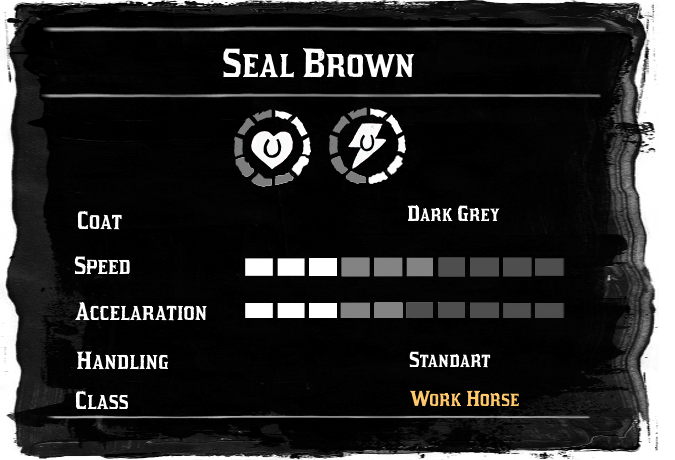 Seal Brown
Coat Dark Grey
Speed
Accelaration
Handling Standart
Class Work Horse